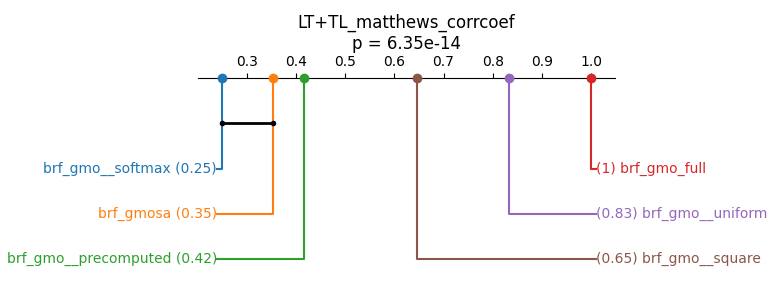 LT+TL_matthews_corrcoef
p = 6.35e-14
0.3 0.4 0.5 0.6 0.7 0.8 0.9 1.0
brf_gmo__softmax (0.25) (1) brf_gmo_full
brf_gmosa (0.35) (0.83) brf_gmo__uniform
brf_gmo__precomputed (0.42) (0.65) brf_gmo__square